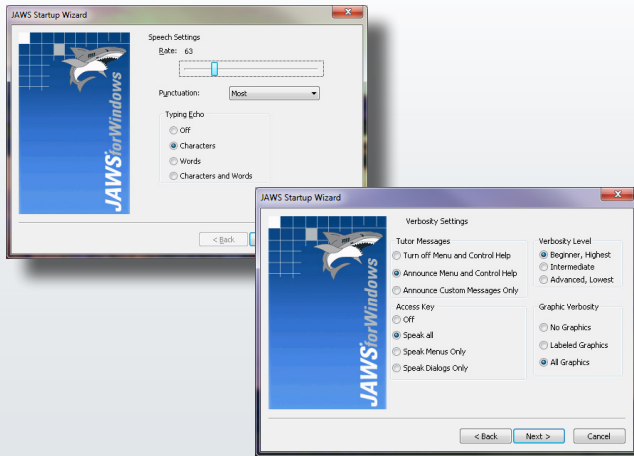 JAWS Startup Wizard
Speech Settings
Rate: 63
Punctuation: Most
Typing Echo
Off
Characters
Words
Characters and Words
JAWS for Windows
< Back
JAWS Startup Wizard
Verbosity Settings
Tutor Messages
Turn off Menu and Control Help
Announce Menu and Control Help
Announce Custom Messages Only
Verbosity Level
Beginner, Highest
Intermediate
Advanced, Lowest
Access Key
Off
Speak all
Speak Menus Only
Speak Dialogs Only
Graphic Verbosity
No Graphics
Labeled Graphics
All Graphics
JAWS for Windows
< Back Next > Cancel